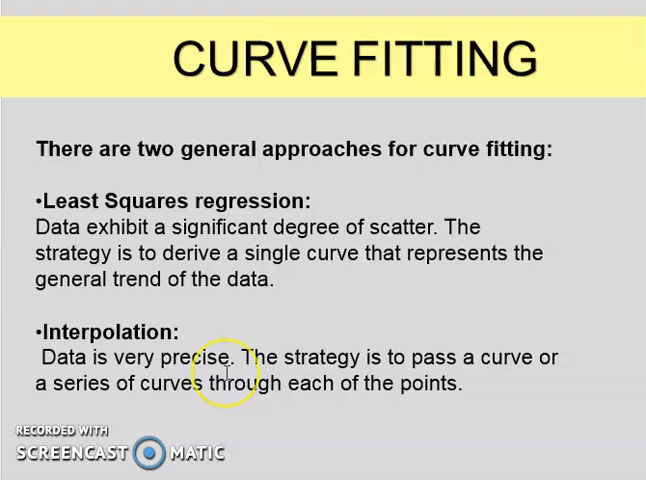 CURVE FITTING
There are two general approaches for curve fitting:
•Least Squares regression:
Data exhibit a significant degree of scatter. The
strategy is to derive a single curve that represents the
general trend of the data.
•Interpolation:
Data is very precise. The strategy is to pass a curve or
a series of curves through each of the points.
RECORDED WITH
SCREENCAST MATIC